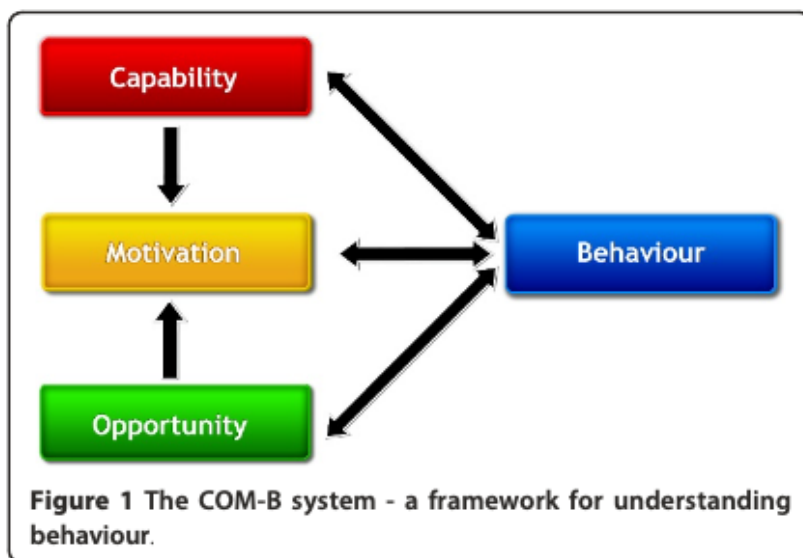 Capability
Motivation
Behaviour
Opportunity
Figure 1 The COM-B system - a framework for understanding
behaviour.